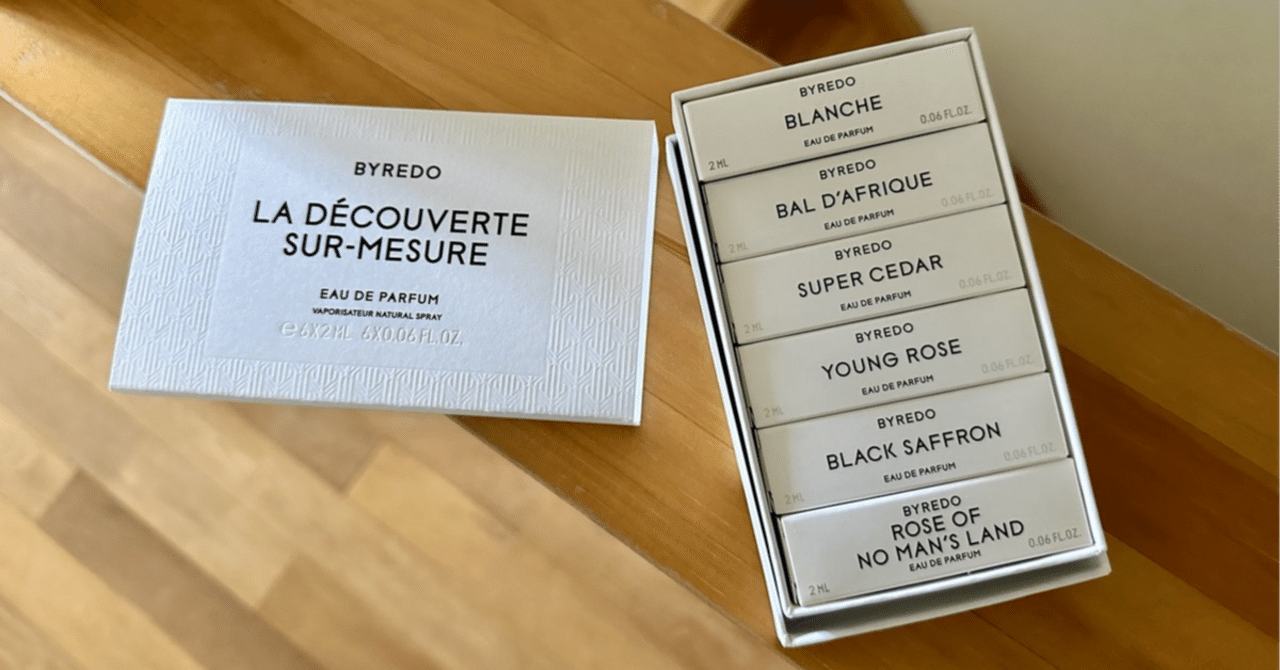 BYREDO
LA DÉCOUVERTE
SUR-MESURE
EAU DE PARFUM
VAPORISATEUR NATURAL SPRAY
℮ 6X2 ML 6X0.06 FL.OZ.
BYREDO
BLANCHE
EAU DE PARFUM
2 ML 0.06 FL.OZ.
BYREDO
BAL D'AFRIQUE
EAU DE PARFUM
2 ML 0.06 FL.OZ.
BYREDO
SUPER CEDAR
EAU DE PARFUM
2 ML 0.06 FL.OZ.
BYREDO
YOUNG ROSE
EAU DE PARFUM
2 ML 0.06 FL.OZ.
BYREDO
BLACK SAFFRON
EAU DE PARFUM
2 ML 0.06 FL.OZ.
BYREDO
ROSE OF
NO MAN'S LAND
EAU DE PARFUM
2 ML 0.06 FL.OZ.